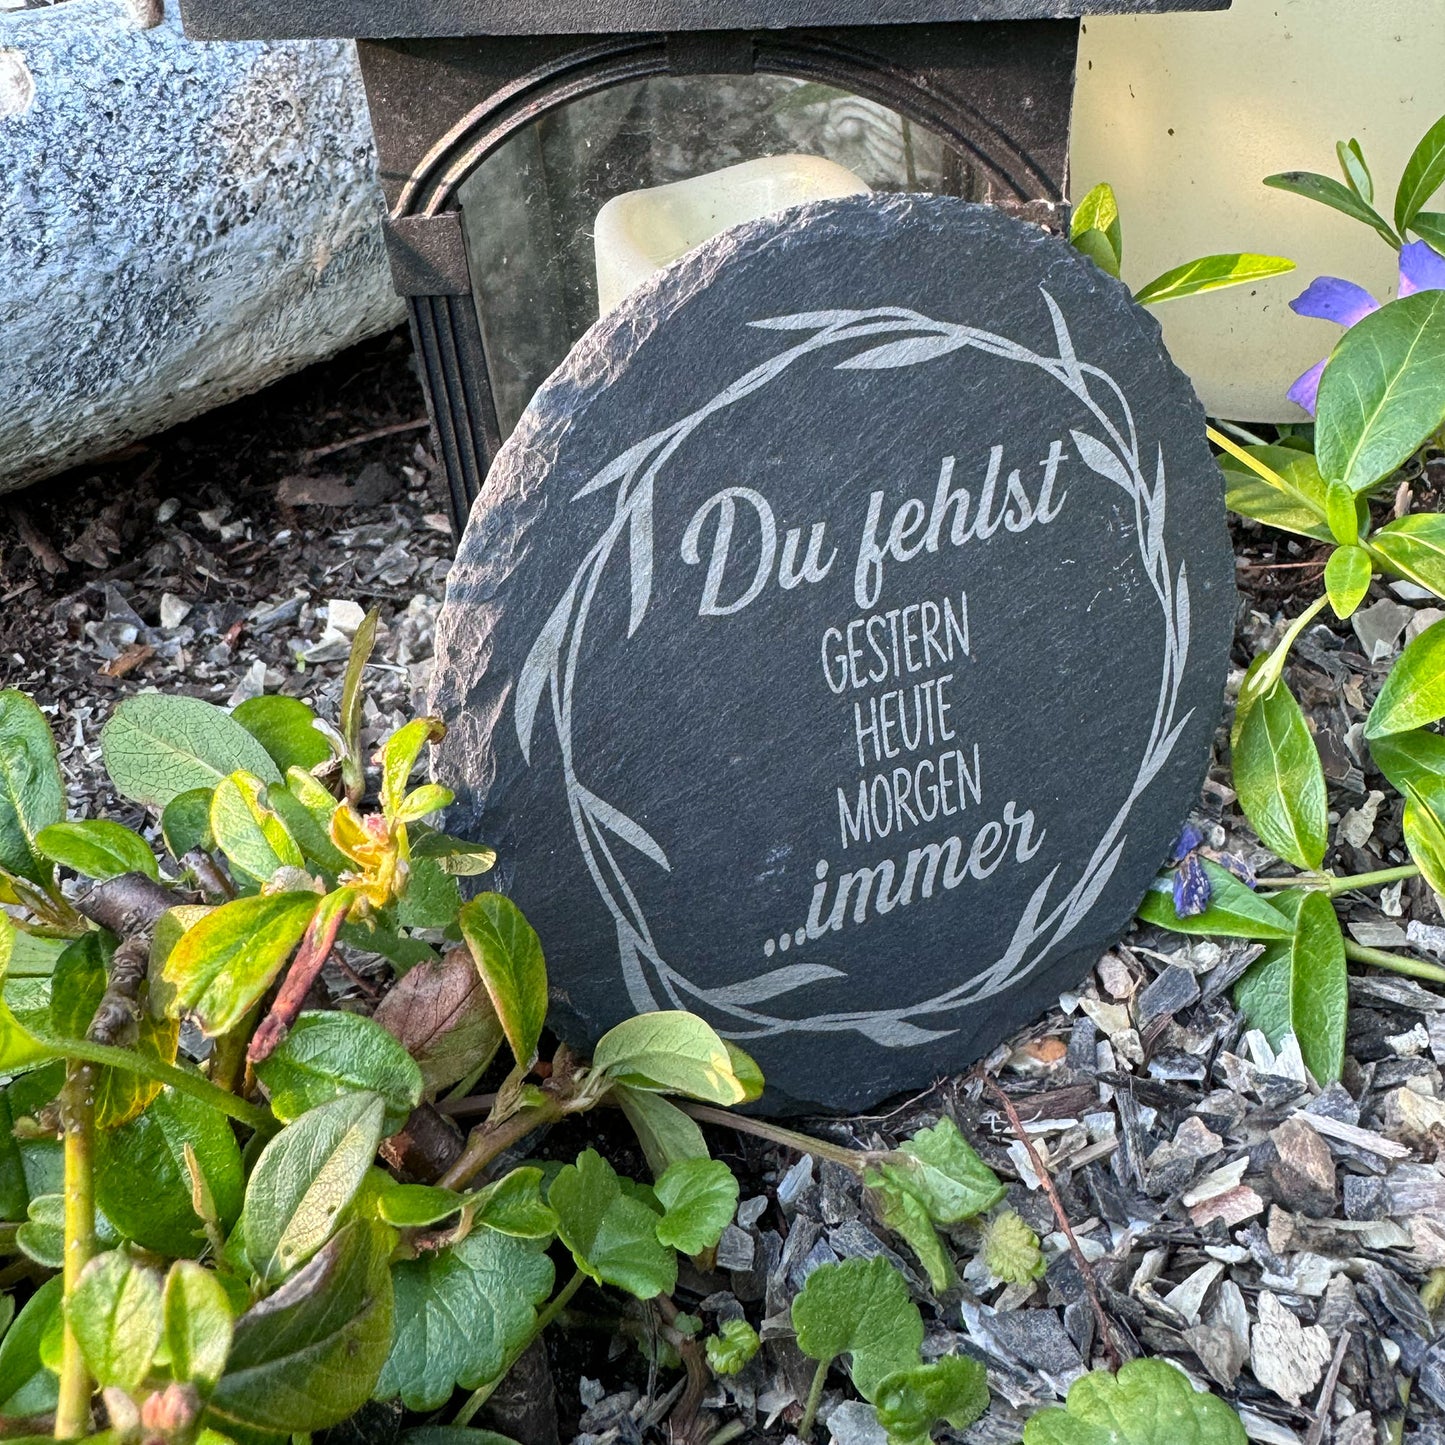 Du fehlst
GESTERN
HEUTE
MORGEN
...immer